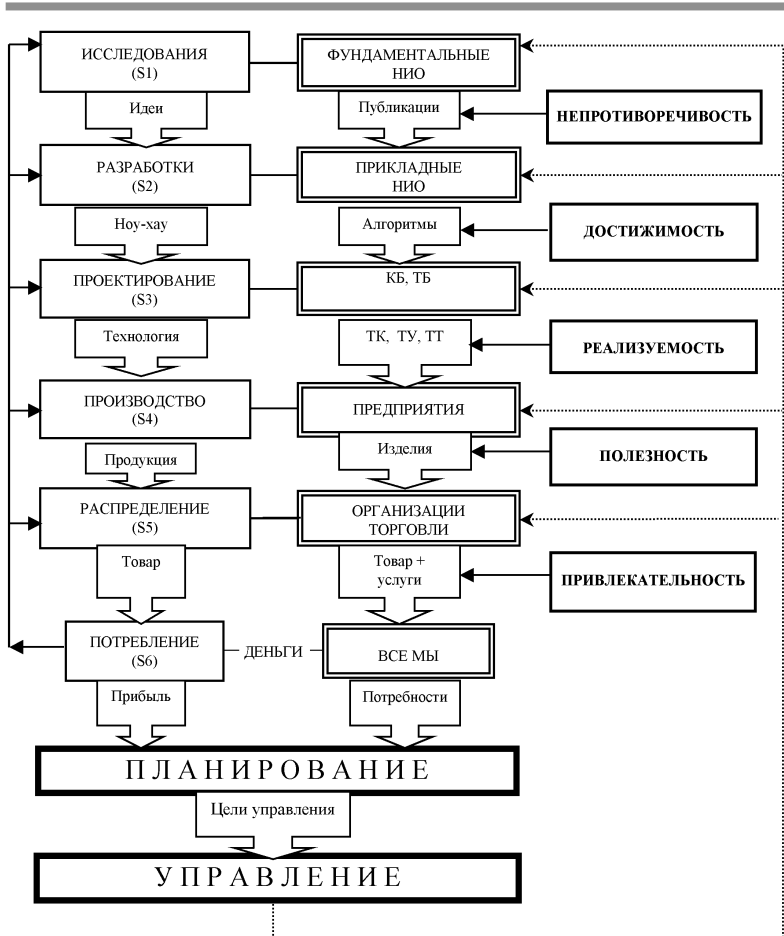 ИССЛЕДОВАНИЯ
(S1)
ФУНДАМЕНТАЛЬНЫЕ
НИО
Идеи
Публикации
НЕПРОТИВОРЕЧИВОСТЬ
РАЗРАБОТКИ
(S2)
ПРИКЛАДНЫЕ
НИО
Ноу-хау
Алгоритмы
ДОСТИЖИМОСТЬ
ПРОЕКТИРОВАНИЕ
(S3)
КБ, ТБ
Технология
ТК, ТУ, ТТ
РЕАЛИЗУЕМОСТЬ
ПРОИЗВОДСТВО
(S4)
ПРЕДПРИЯТИЯ
Продукция
Изделия
ПОЛЕЗНОСТЬ
РАСПРЕДЕЛЕНИЕ
(S5)
ОРГАНИЗАЦИИ
ТОРГОВЛИ
Товар
Товар +
услуги
ПРИВЛЕКАТЕЛЬНОСТЬ
ПОТРЕБЛЕНИЕ
(S6)
ДЕНЬГИ
ВСЕ МЫ
Прибыль
Потребности
ПЛАНИРОВАНИЕ
Цели управления
УПРАВЛЕНИЕ